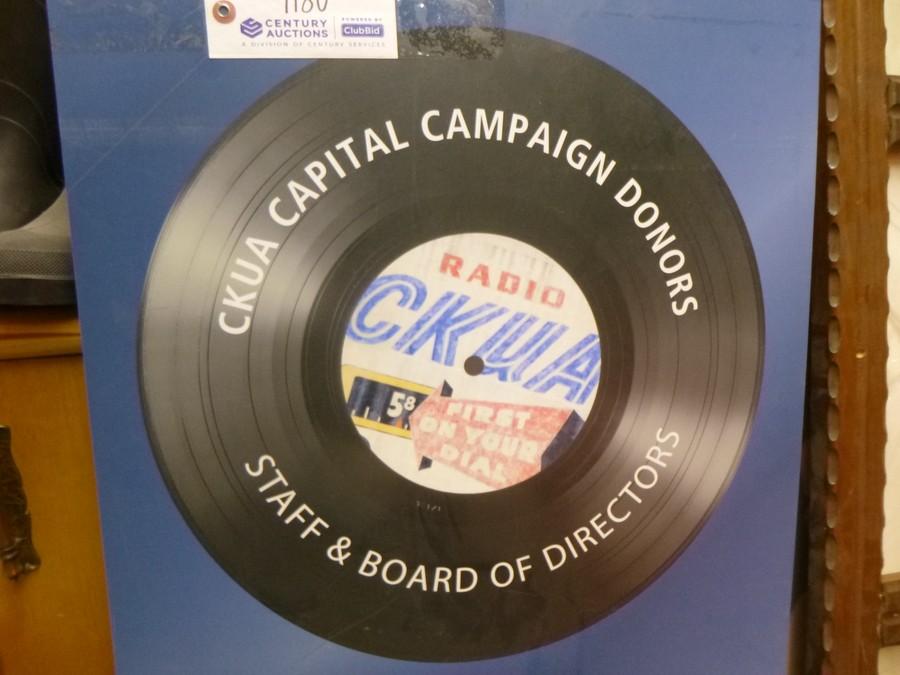 1180
CENTURY
AUCTIONS
POWERED BY
ClubBid
A DIVISION OF CENTURY SERVICES
CKUA CAPITAL CAMPAIGN DONORS
RADIO
CKUA
58
FIRST
ON YOUR
DIAL
STAFF & BOARD OF DIRECTORS